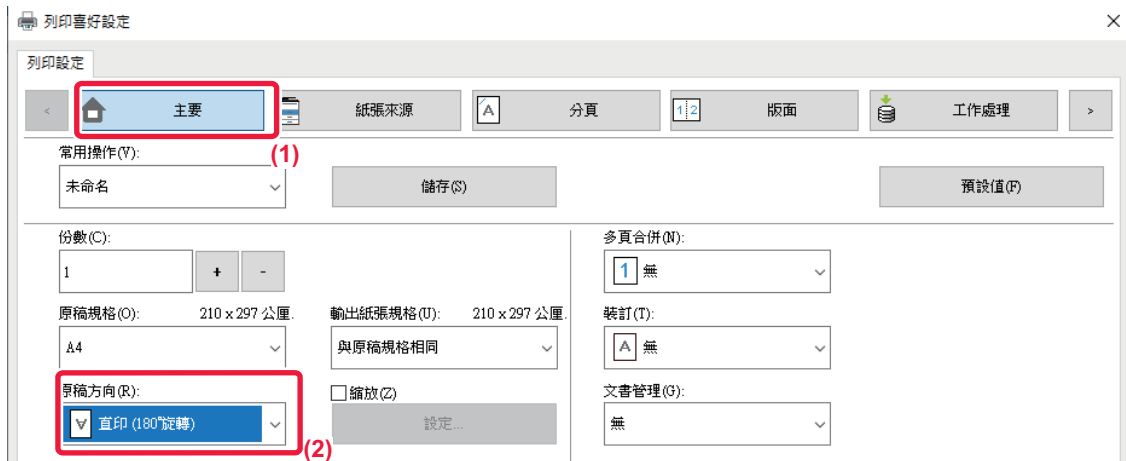 列印喜好設定
列印設定
< 主要 紙張來源 A 分頁 1 2 版面 工作處理 >
(1)
常用操作(V):
未命名 儲存(S) 預設值(F)
份數(C): 多頁合併(N):
1 + - 1 無
原稿規格(O): 210 x 297 公厘. 輸出紙張規格(U): 210 x 297 公厘. 裝訂(T):
A4 與原稿規格相同 A 無
原稿方向(R): 縮放(Z) 文書管理(G):
A 直印 (180°旋轉) 設定... 無
(2)